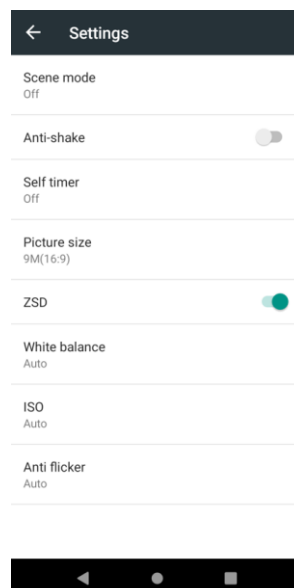 Settings
Scene mode
Off
Anti-shake
Self timer
Off
Picture size
9M(16:9)
ZSD
White balance
Auto
ISO
Auto
Anti flicker
Auto